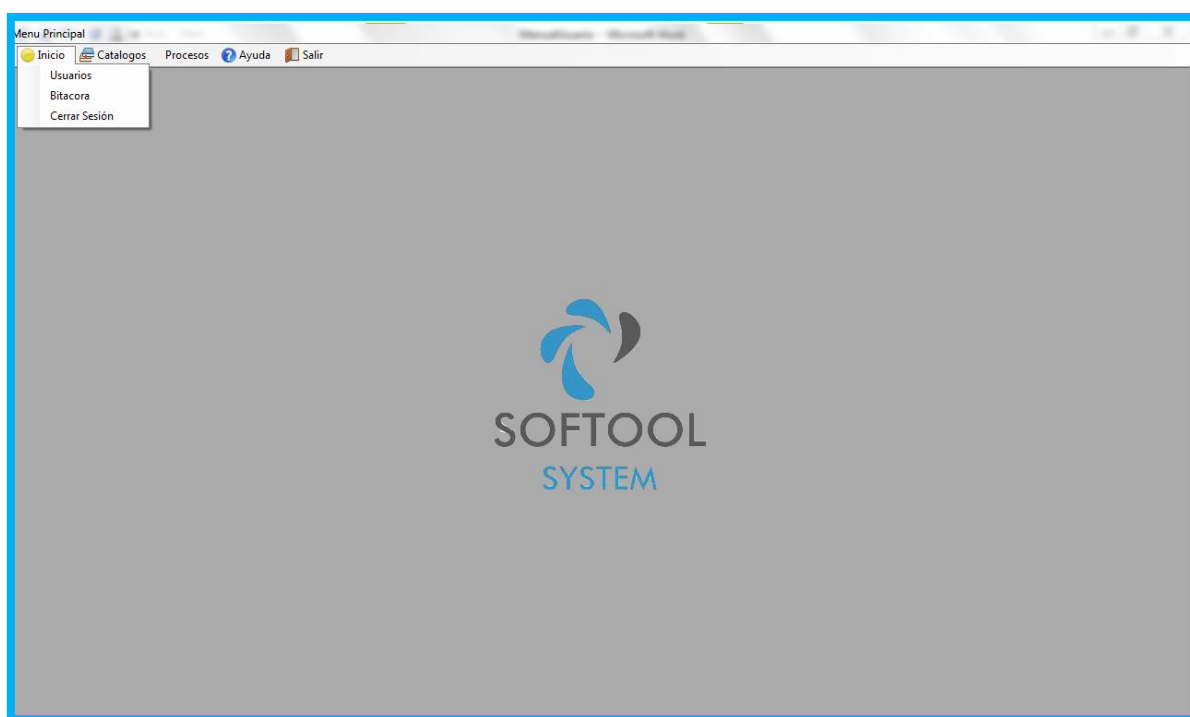 Menu Principal
Inicio Catalogos Procesos Ayuda Salir
Usuarios
Bitacora
Cerrar Sesión
SOFTOOL
SYSTEM